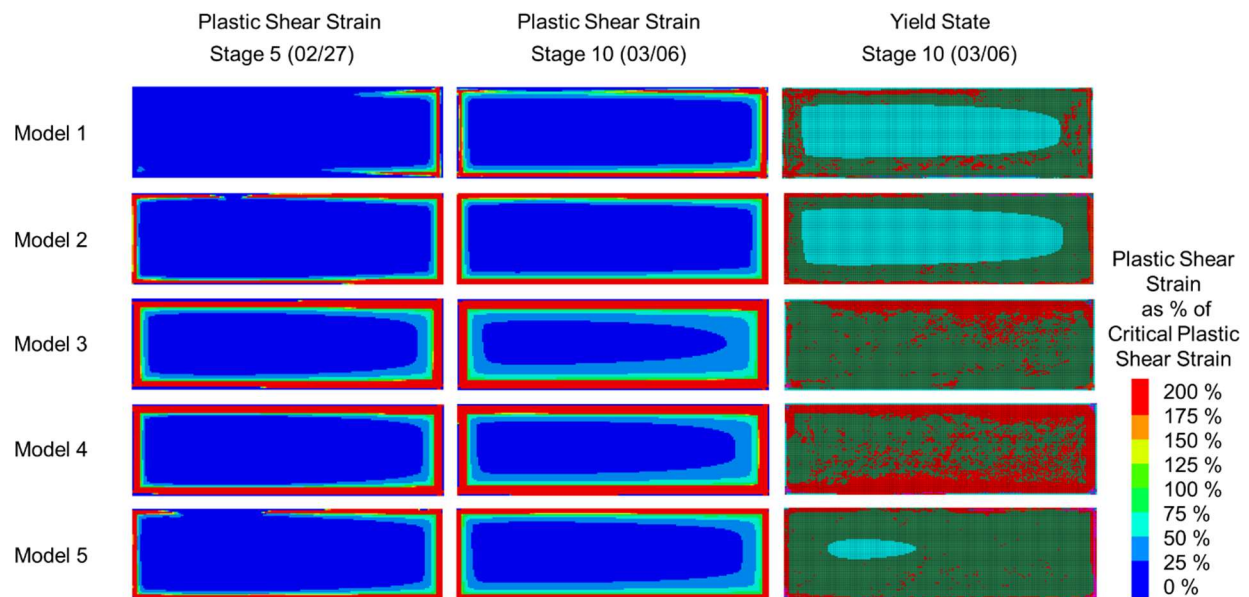 Plastic Shear Strain
Stage 5 (02/27)
Plastic Shear Strain
Stage 10 (03/06)
Yield State
Stage 10 (03/06)
Model 1
Model 2
Model 3
Model 4
Model 5
Plastic Shear
Strain
as % of
Critical Plastic
Shear Strain
200 %
175 %
150 %
125 %
100 %
75 %
50 %
25 %
0 %